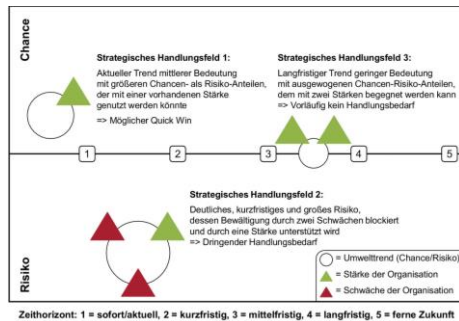 Chance
Strategisches Handlungsfeld 1:
Aktueller Trend mittlerer Bedeutung
mit größeren Chancen- als Risiko-Anteilen,
der mit einer vorhandenen Stärke
genutzt werden könnte
=> Möglicher Quick Win
Strategisches Handlungsfeld 3:
Langfristiger Trend geringer Bedeutung
mit ausgewogenen Chancen-Risiko-Anteilen,
dem mit zwei Stärken begegnet werden kann
=> Vorläufig kein Handlungsbedarf
1
2
3
4
5
Strategisches Handlungsfeld 2:
Deutliches, kurzfristiges und großes Risiko,
dessen Bewältigung durch zwei Schwächen blockiert
und durch eine Stärke unterstützt wird
=> Dringender Handlungsbedarf
Risiko
= Umwelttrend (Chance/Risiko)
= Stärke der Organisation
= Schwäche der Organisation
Zeithorizont: 1 = sofort/aktuell, 2 = kurzfristig, 3 = mittelfristig, 4 = langfristig, 5 = ferne Zukunft